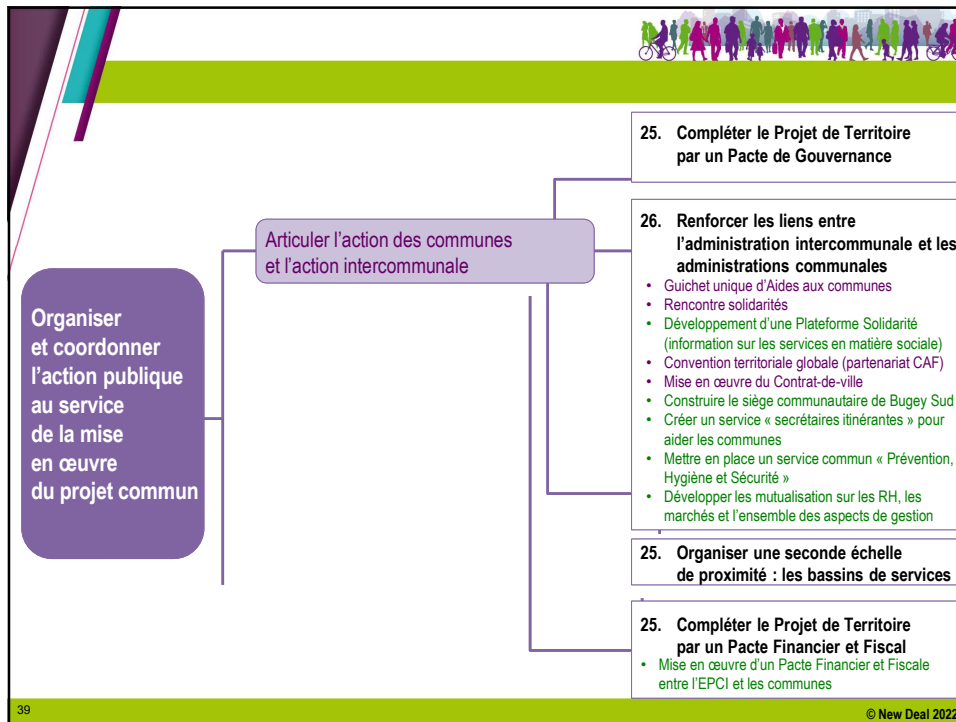 Organiser
et coordonner
l'action publique
au service
de la mise
en œuvre
du projet commun
Articuler l'action des communes
et l'action intercommunale
25. Compléter le Projet de Territoire
par un Pacte de Gouvernance
26. Renforcer les liens entre
l'administration intercommunale et les
administrations communales
• Guichet unique d'Aides aux communes
• Rencontre solidarités
• Développement d'une Plateforme Solidarité
(information sur les services en matière sociale)
• Convention territoriale globale (partenariat CAF)
• Mise en œuvre du Contrat-de-ville
• Construire le siège communautaire de Bugey Sud
• Créer un service « secrétaires itinérantes » pour
aider les communes
• Mettre en place un service commun « Prévention,
Hygiène et Sécurité »
• Développer les mutualisation sur les RH, les
marchés et l'ensemble des aspects de gestion
25. Organiser une seconde échelle
de proximité : les bassins de services
25. Compléter le Projet de Territoire
par un Pacte Financier et Fiscal
• Mise en œuvre d'un Pacte Financier et Fiscale
entre l'EPCI et les communes
39
© New Deal 2022